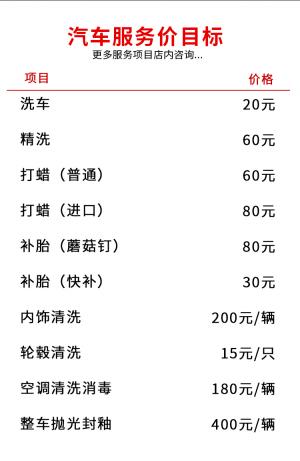 汽车服务价目标
更多服务项目店内咨询...
项目 价格
洗车 20元
精洗 60元
打蜡（普通） 60元
打蜡（进口） 80元
补胎（蘑菇钉） 80元
补胎（快补） 30元
内饰清洗 200元/辆
轮毂清洗 15元/只
空调清洗消毒 180元/辆
整车抛光封釉 400元/辆